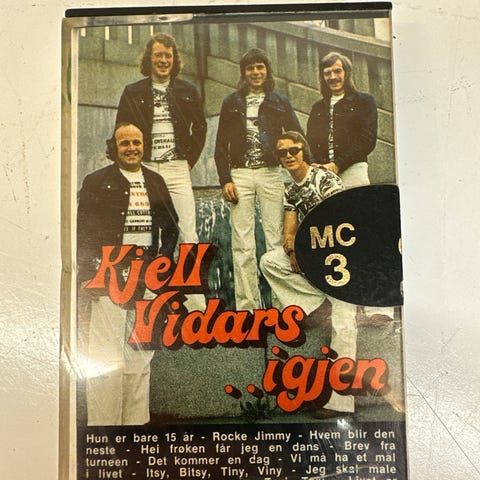 MC
3
Kjell
Vidars
...igjen
Hun er bare 15 år - Rocke Jimmy - Hvem blir den
neste - Hei frøken får jeg en dans - Brev fra
turneen - Det kommer en dag - Vi må ha et mål
i livet - Itsy, Bitsy, Tiny, Viny - Jeg skal male